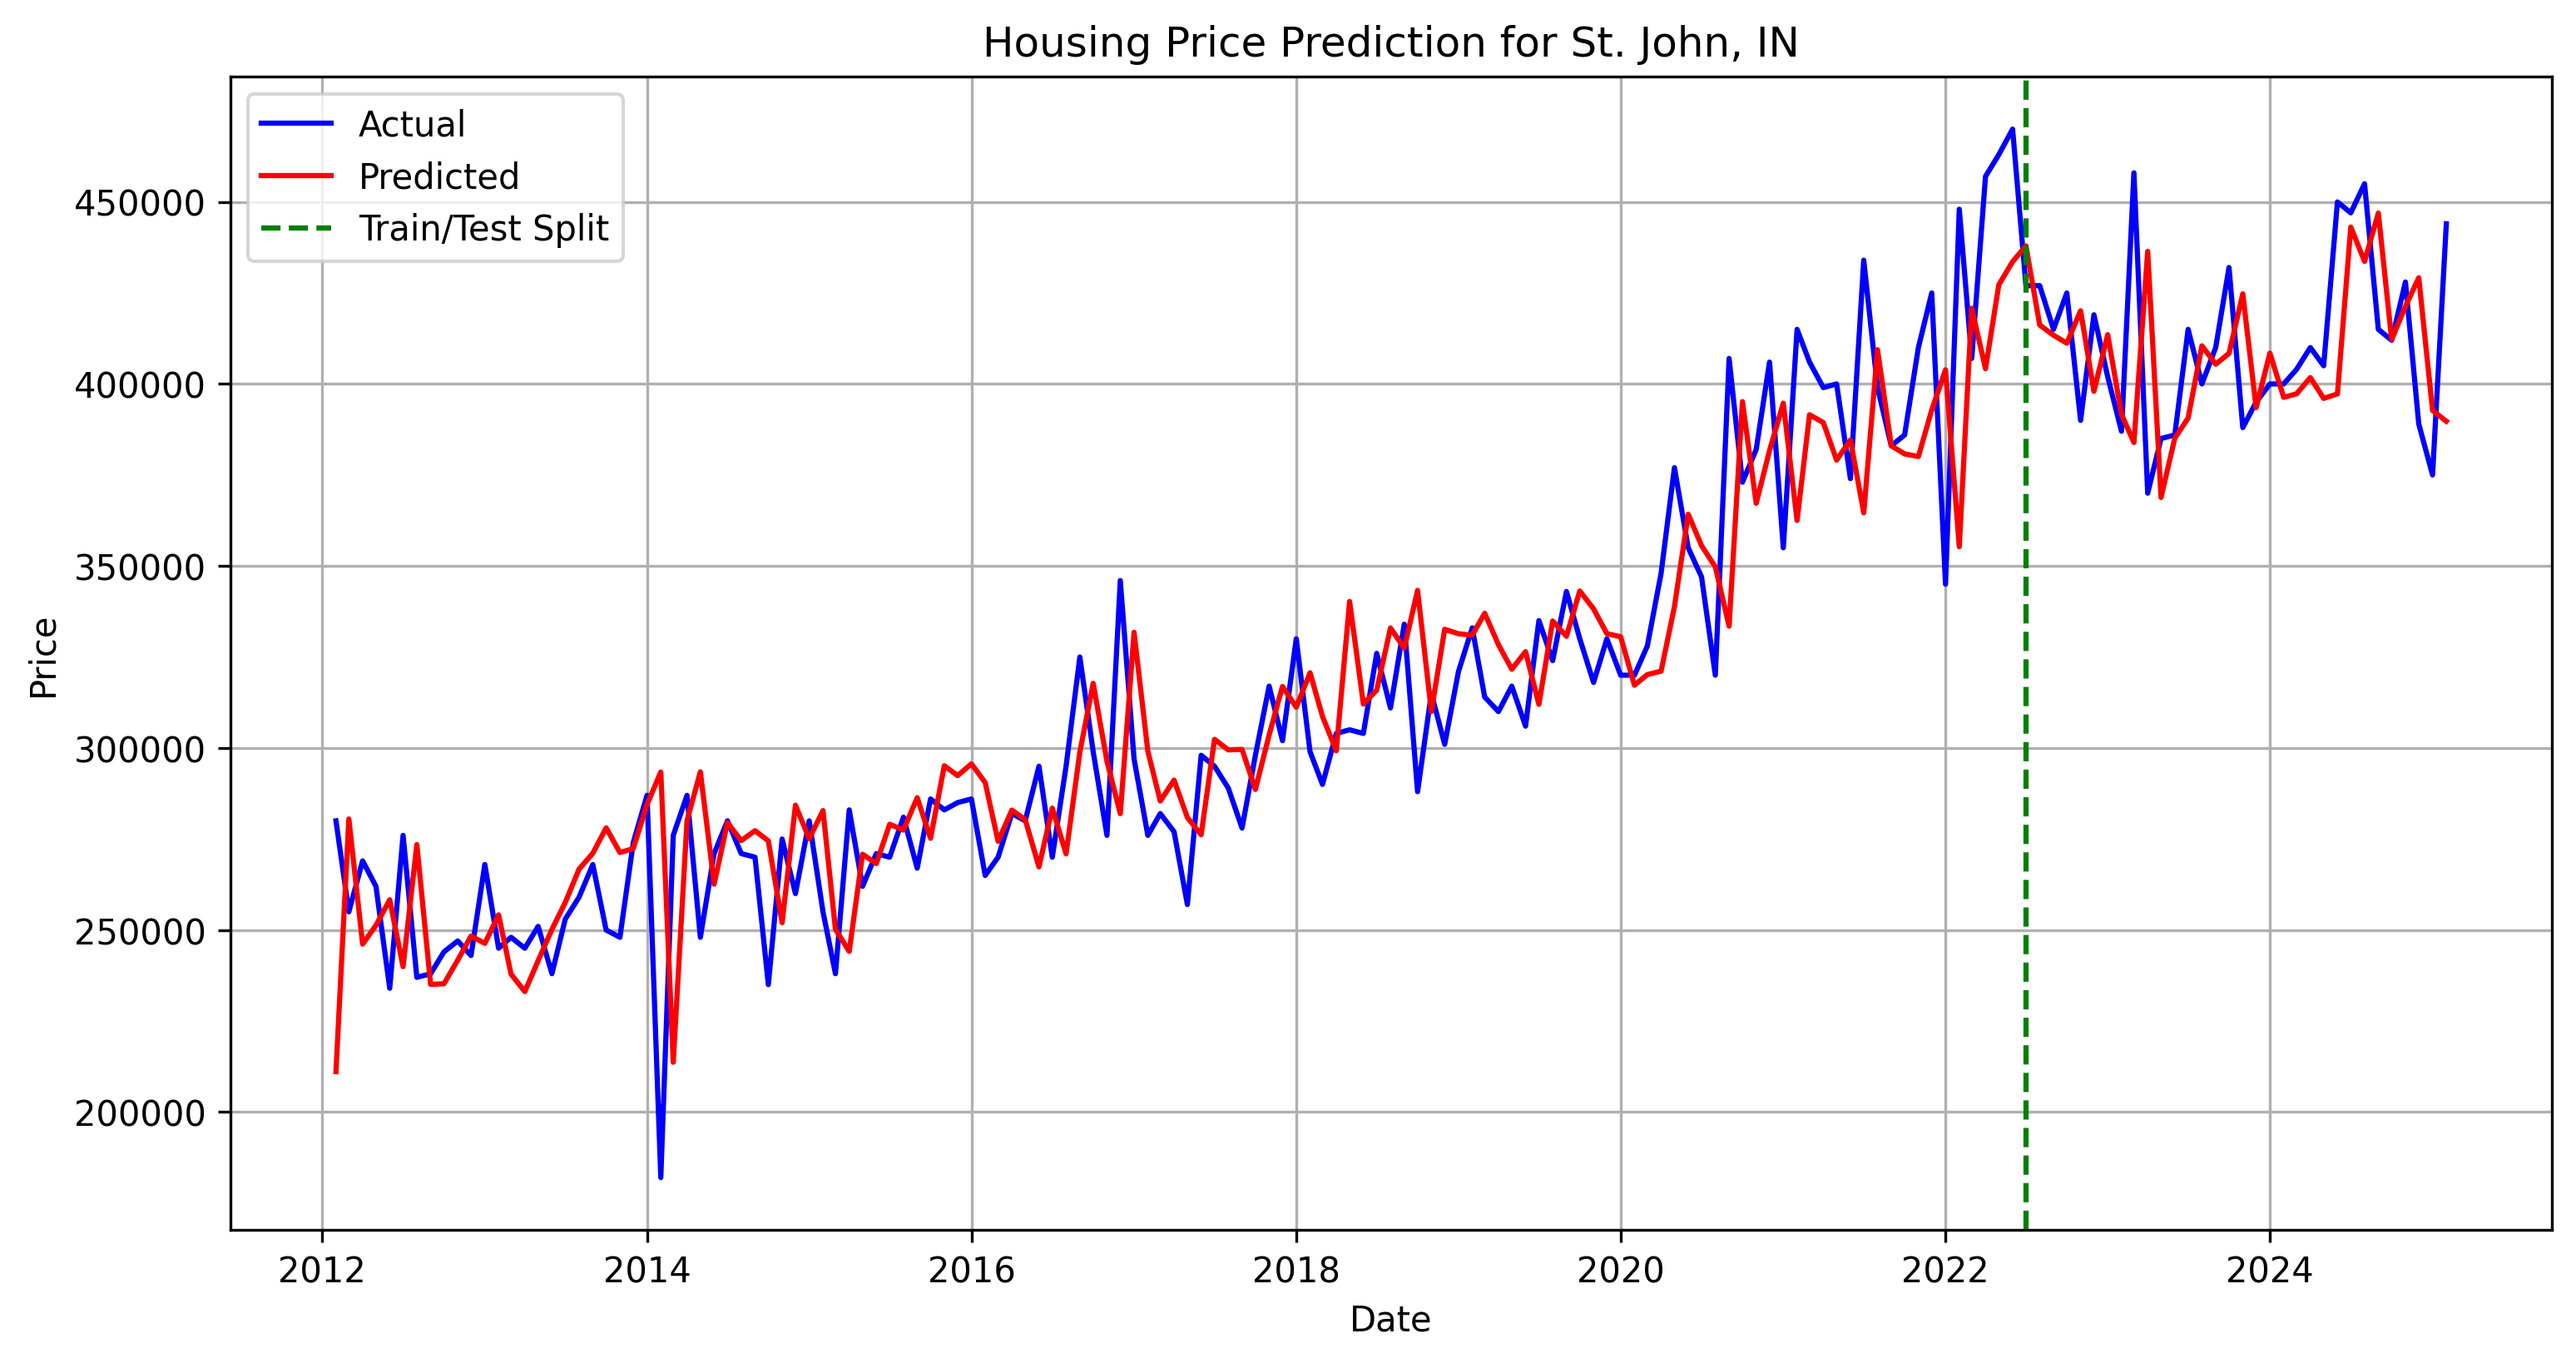 Housing Price Prediction for St. John, IN
Actual
Predicted
Train/Test Split
450000
400000
350000
300000
250000
200000
Price
2012 2014 2016 2018 2020 2022 2024
Date